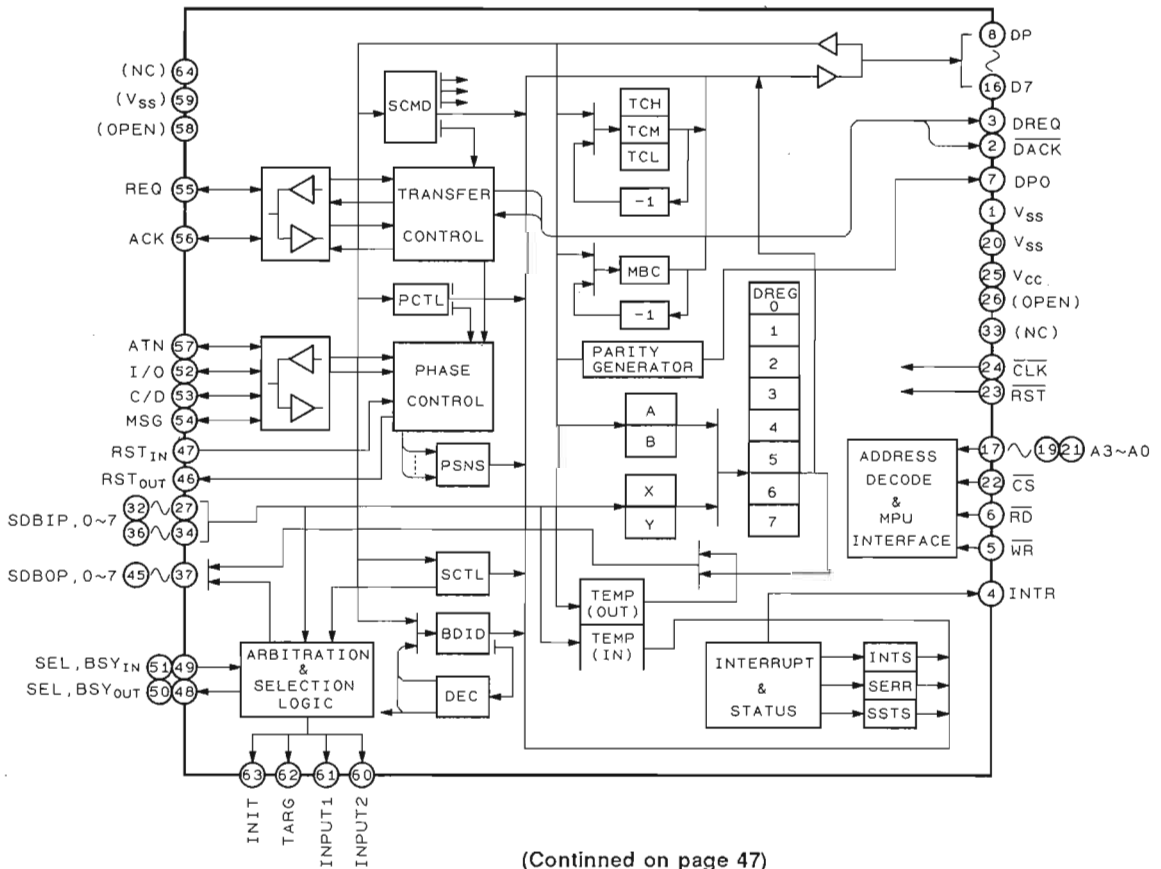 (NC) 64
(VSS) 59
(OPEN) 58
REQ 55
ACK 56
ATN 57
I/O 52
C/D 53
MSG 54
RSTIN 47
RSTOUT 46
SDBIP, 0~7 32 ~ 27
36 ~ 34
SDBOP, 0~7 45 ~ 37
SEL, BSYIN 51 49
SEL, BSYOUT 50 48
SCMD
TRANSFER
CONTROL
PCTL
PHASE
CONTROL
PSNS
SCTL
BDID
DEC
ARBITRATION
&
SELECTION
LOGIC
63 62 61 60
INIT
TARG
INPUT1
INPUT2
TCH
TCM
TCL
-1
MBC
-1
PARITY
GENERATOR
A
B
X
Y
TEMP
(OUT)
TEMP
(IN)
DREG
0
1
2
3
4
5
6
7
INTERRUPT
&
STATUS
INTS
SERR
SSTS
ADDRESS
DECODE
&
MPU
INTERFACE
8 DP
~
16 D7
3 DREQ
2 DACK
7 DPO
1 VSS
20 VSS
25 VCC
26 (OPEN)
33 (NC)
24 CLK
23 RST
17 ~ 19 21 A3~A0
22 CS
6 RD
5 WR
4 INTR
(Continned on page 47)